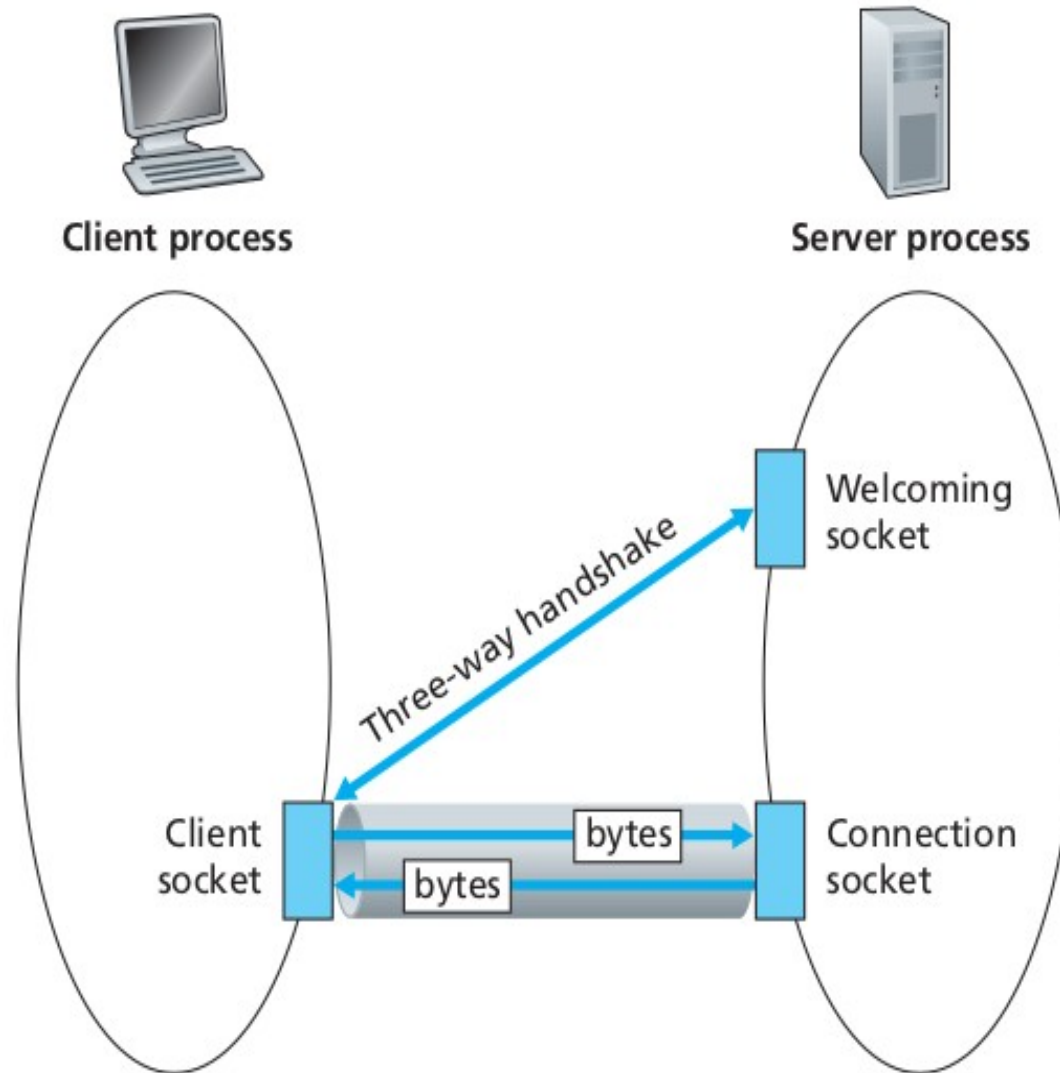 Client process
Server process
Welcoming
socket
Three-way handshake
Client
socket
bytes
bytes
Connection
socket